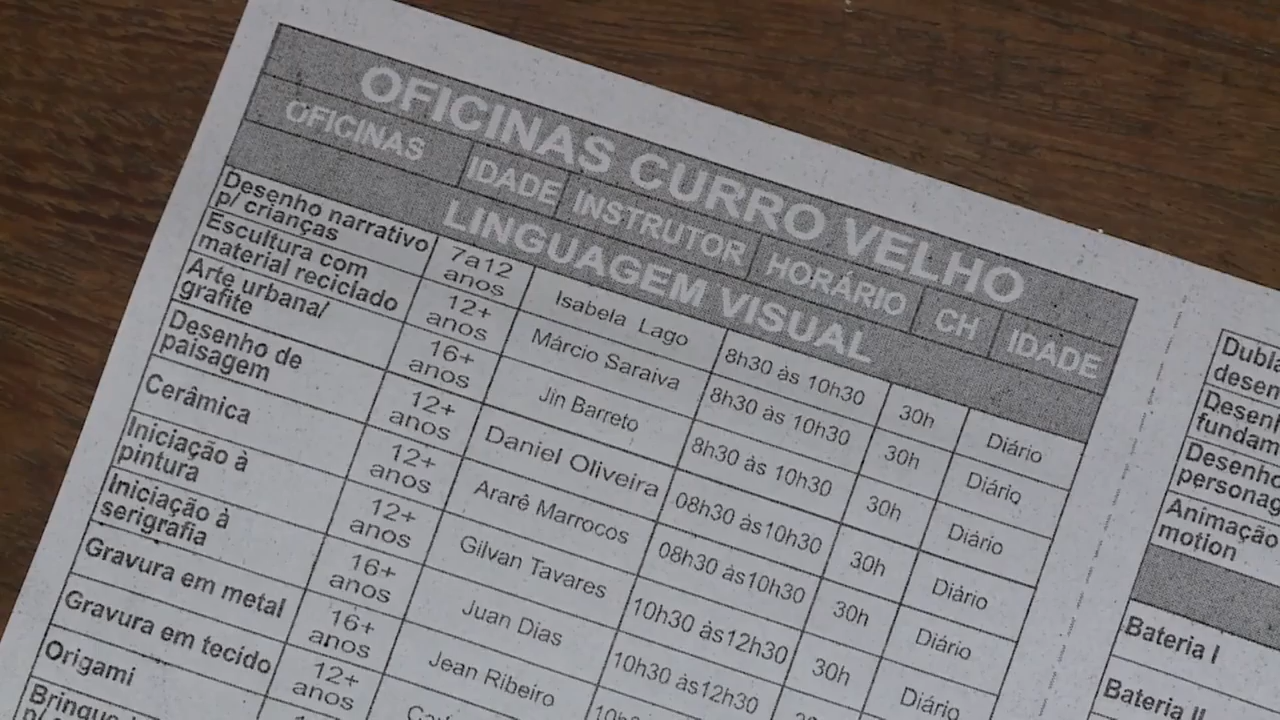 OFICINAS CURRO VELHO
OFICINAS IDADE INSTRUTOR HORÁRIO CH IDADE
LINGUAGEM VISUAL
Desenho narrativo
p/ crianças
7a12
anos
Isabela Lago
8h30 às 10h30
30h
Diário
Escultura com
material reciclado
12+
anos
Márcio Saraiva
8h30 às 10h30
30h
Diário
Arte urbana/
grafite
16+
anos
Jin Barreto
8h30 às 10h30
30h
Diário
Desenho de
paisagem
12+
anos
Daniel Oliveira
08h30 às10h30
30h
Diário
Cerâmica
12+
anos
Ararê Marrocos
08h30 às10h30
30h
Diário
Iniciação à
pintura
12+
anos
Gilvan Tavares
10h30 às12h30
30h
Diário
Iniciação à
serigrafia
16+
anos
Juan Dias
10h30 às12h30
Gravura em metal
16+
anos
Jean Ribeiro
Gravura em tecido
12+
anos
Origami
Bateria I
Bateria II
Animação
motion
Desenho